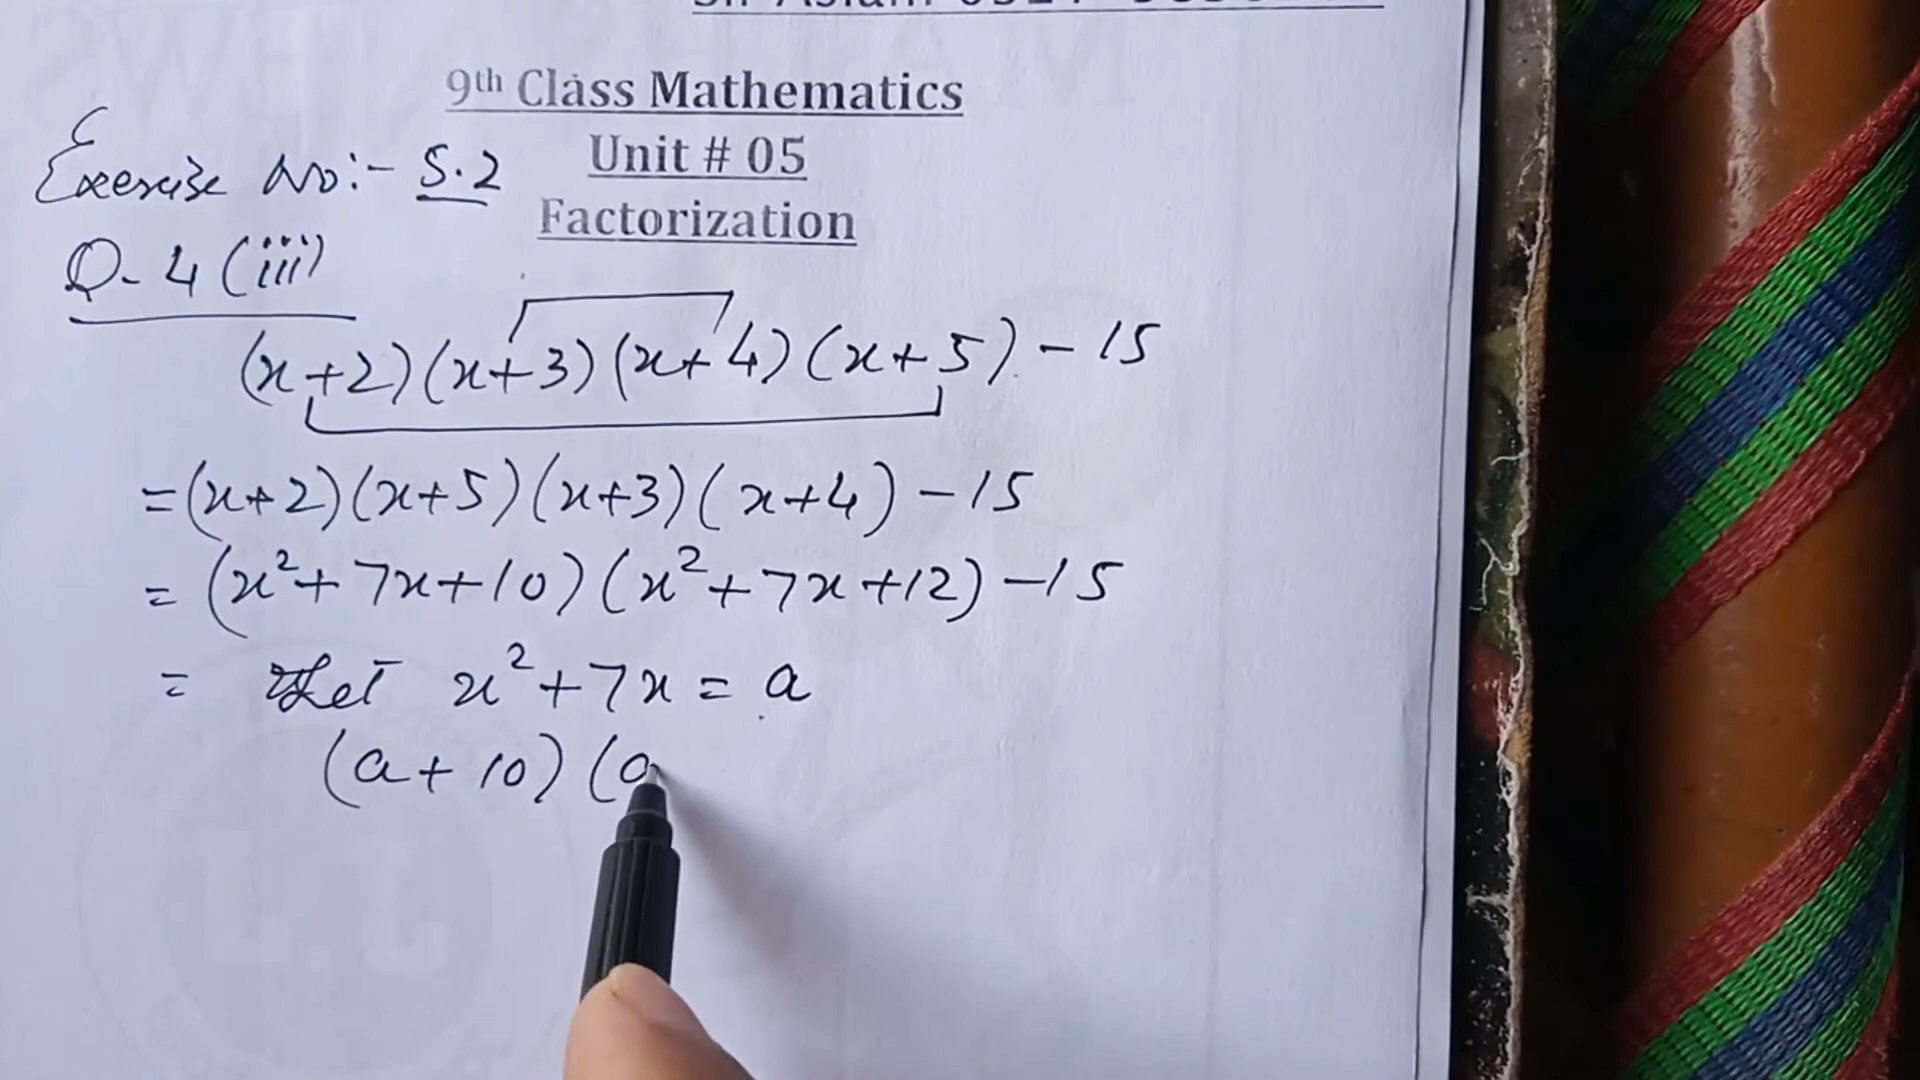 9th Class Mathematics
Unit # 05
Factorization
Exercise No:- 5.2
Q-4(iii)
(x+2)(x+3)(x+4)(x+5)-15
=(x+2)(x+5)(x+3)(x+4)-15
=(x²+7x+10)(x²+7x+12)-15
= Let x²+7x=a
(a+10)(a